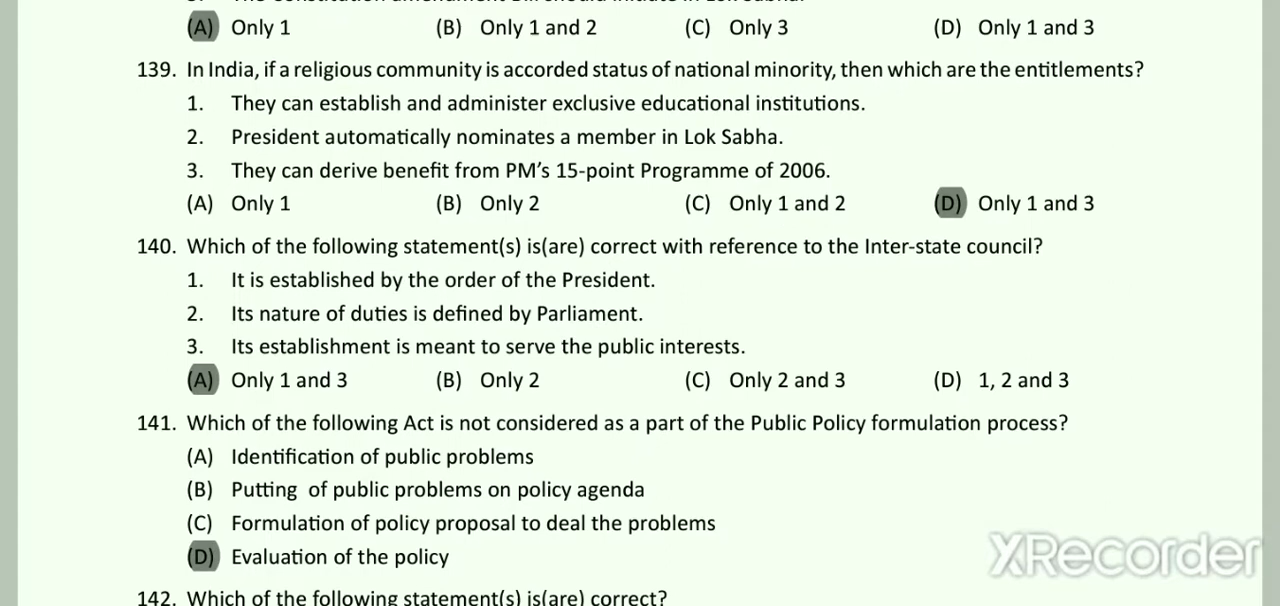 (A) Only 1 (B) Only 1 and 2 (C) Only 3 (D) Only 1 and 3
139. In India, if a religious community is accorded status of national minority, then which are the entitlements?
1. They can establish and administer exclusive educational institutions.
2. President automatically nominates a member in Lok Sabha.
3. They can derive benefit from PM’s 15-point Programme of 2006.
(A) Only 1 (B) Only 2 (C) Only 1 and 2 (D) Only 1 and 3
140. Which of the following statement(s) is(are) correct with reference to the Inter-state council?
1. It is established by the order of the President.
2. Its nature of duties is defined by Parliament.
3. Its establishment is meant to serve the public interests.
(A) Only 1 and 3 (B) Only 2 (C) Only 2 and 3 (D) 1, 2 and 3
141. Which of the following Act is not considered as a part of the Public Policy formulation process?
(A) Identification of public problems
(B) Putting of public problems on policy agenda
(C) Formulation of policy proposal to deal the problems
(D) Evaluation of the policy
XRecorder
142. Which of the following statement(s) is(are) correct?